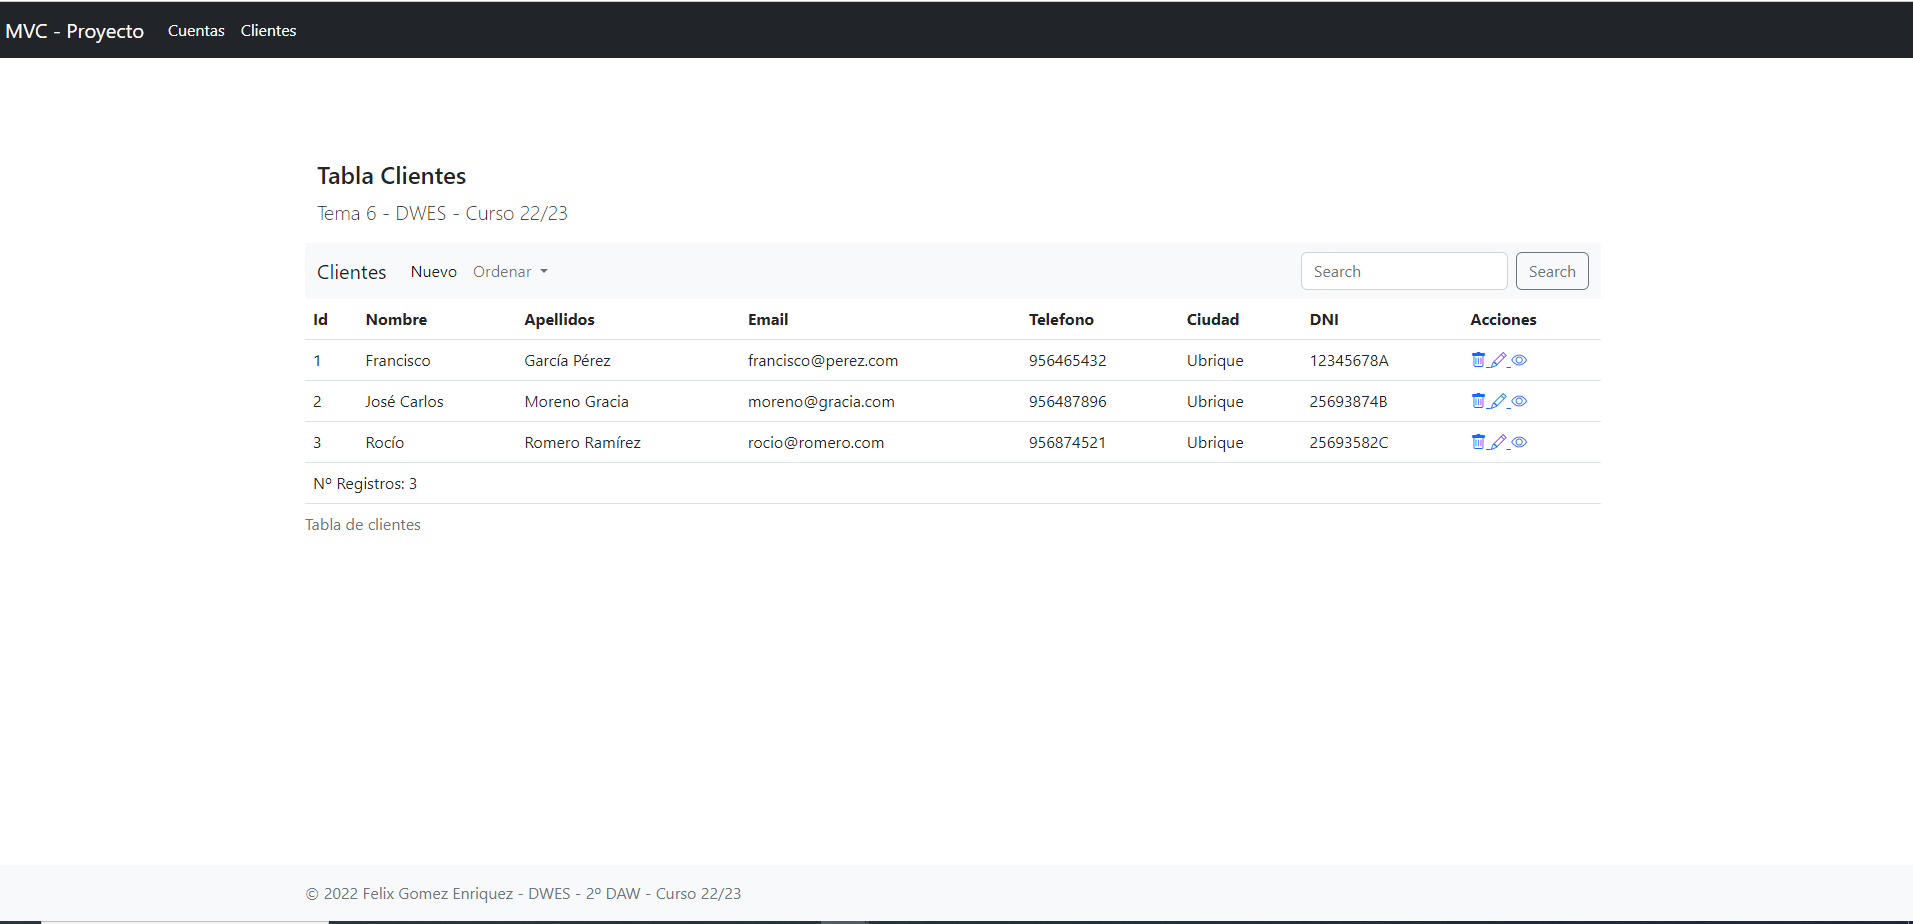 MVC - Proyecto Cuentas Clientes
Tabla Clientes
Tema 6 - DWES - Curso 22/23
Clientes Nuevo Ordenar Search Search
Id Nombre Apellidos Email Telefono Ciudad DNI Acciones
1 Francisco García Pérez francisco@perez.com 956465432 Ubrique 12345678A
2 José Carlos Moreno Gracia moreno@gracia.com 956487896 Ubrique 25693874B
3 Rocío Romero Ramírez rocio@romero.com 956874521 Ubrique 25693582C
Nº Registros: 3
Tabla de clientes
© 2022 Felix Gomez Enriquez - DWES - 2º DAW - Curso 22/23